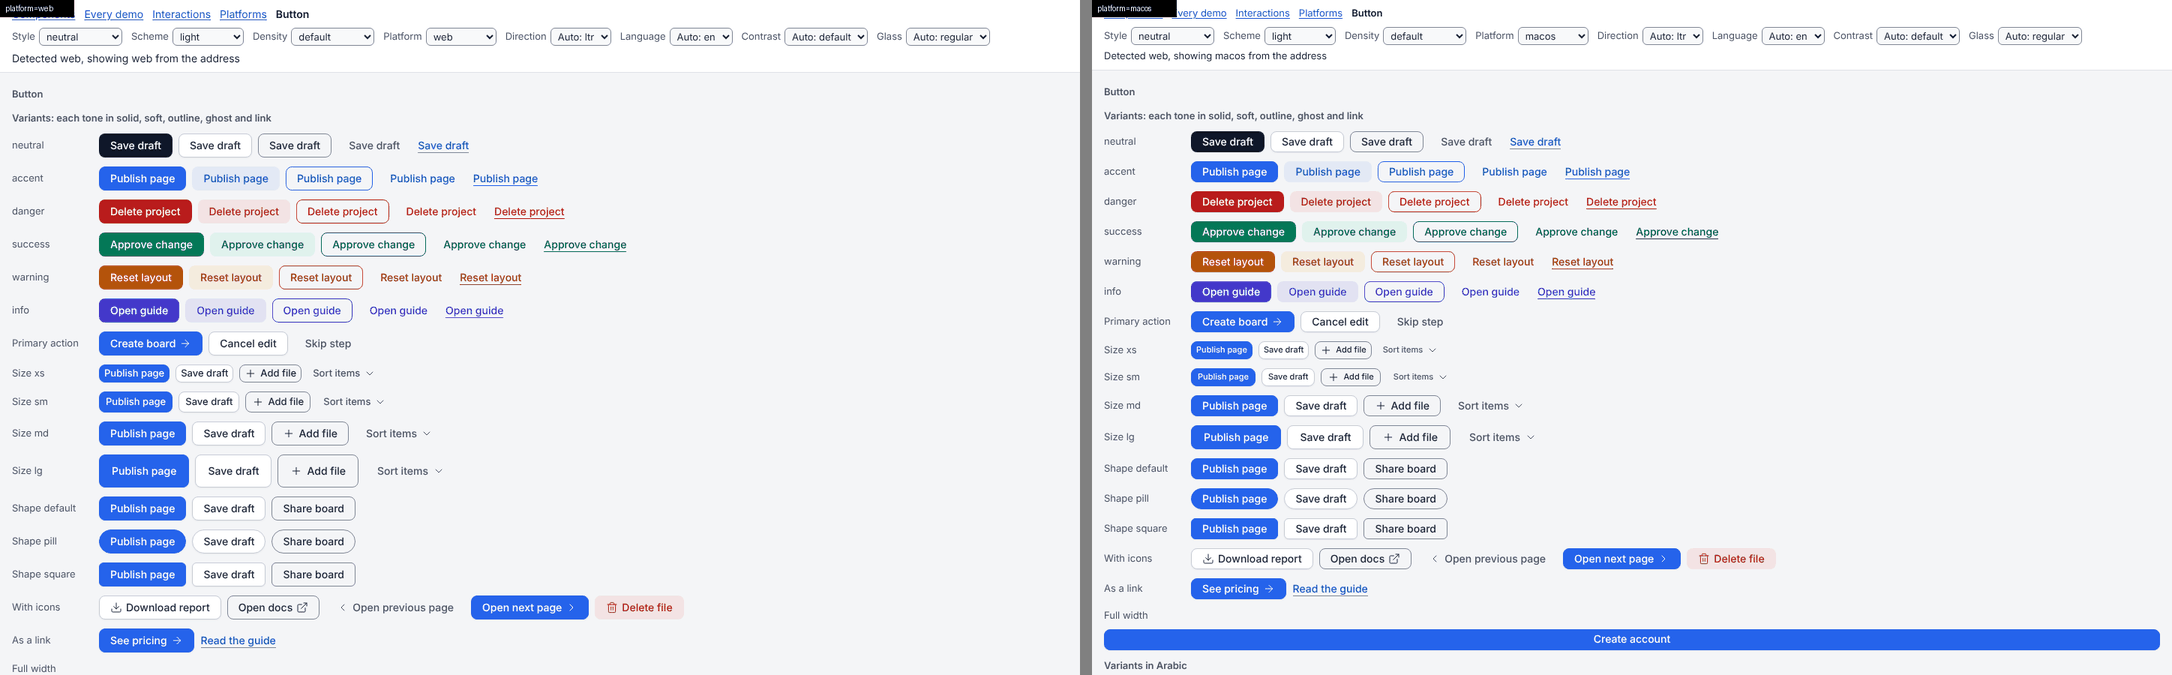 platform=web
Every demo Interactions Platforms Button
Style neutral Scheme light Density default Platform web Direction Auto: ltr Language Auto: en Contrast Auto: default Glass Auto: regular
Detected web, showing web from the address
Button
Variants: each tone in solid, soft, outline, ghost and link
neutral Save draft Save draft Save draft Save draft Save draft
accent Publish page Publish page Publish page Publish page Publish page
danger Delete project Delete project Delete project Delete project Delete project
success Approve change Approve change Approve change Approve change Approve change
warning Reset layout Reset layout Reset layout Reset layout Reset layout
info Open guide Open guide Open guide Open guide Open guide
Primary action Create board Cancel edit Skip step
Size xs Publish page Save draft Add file Sort items
Size sm Publish page Save draft Add file Sort items
Size md Publish page Save draft Add file Sort items
Size lg Publish page Save draft Add file Sort items
Shape default Publish page Save draft Share board
Shape pill Publish page Save draft Share board
Shape square Publish page Save draft Share board
With icons Download report Open docs Open previous page Open next page Delete file
As a link See pricing Read the guide
Full width
platform=macos
Every demo Interactions Platforms Button
Style neutral Scheme light Density default Platform macos Direction Auto: ltr Language Auto: en Contrast Auto: default Glass Auto: regular
Detected web, showing macos from the address
Button
Variants: each tone in solid, soft, outline, ghost and link
neutral Save draft Save draft Save draft Save draft Save draft
accent Publish page Publish page Publish page Publish page Publish page
danger Delete project Delete project Delete project Delete project Delete project
success Approve change Approve change Approve change Approve change Approve change
warning Reset layout Reset layout Reset layout Reset layout Reset layout
info Open guide Open guide Open guide Open guide Open guide
Primary action Create board Cancel edit Skip step
Size xs Publish page Save draft Add file Sort items
Size sm Publish page Save draft Add file Sort items
Size md Publish page Save draft Add file Sort items
Size lg Publish page Save draft Add file Sort items
Shape default Publish page Save draft Share board
Shape pill Publish page Save draft Share board
Shape square Publish page Save draft Share board
With icons Download report Open docs Open previous page Open next page Delete file
As a link See pricing Read the guide
Full width
Create account
Variants in Arabic